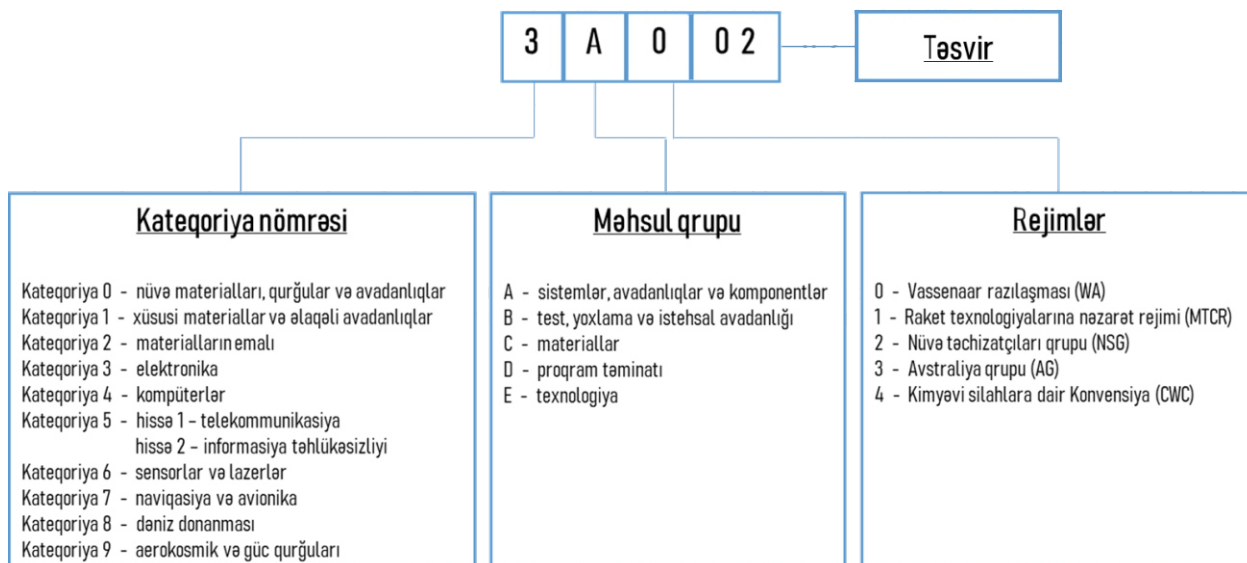 3 A 0 0 2
Təsvir
Kateqoriya nömrəsi
Kateqoriya 0 - nüvə materialları, qurğular və avadanlıqlar
Kateqoriya 1 - xüsusi materiallar və əlaqəli avadanlıqlar
Kateqoriya 2 - materialların emalı
Kateqoriya 3 - elektronika
Kateqoriya 4 - kompüterlər
Kateqoriya 5 - hissə 1 – telekommunikasiya
hissə 2 – informasiya təhlükəsizliyi
Kateqoriya 6 - sensorlar və lazerlər
Kateqoriya 7 - naviqasiya və avionika
Kateqoriya 8 - dəniz donanması
Kateqoriya 9 - aerokosmik və güc qurğuları
Məhsul qrupu
A - sistemlər, avadanlıqlar və komponentlər
B - test, yoxlama və istehsal avadanlığı
C - materiallar
D - proqram təminatı
E - texnologiya
Rejimlər
0 - Vassenaar razılaşması (WA)
1 - Raket texnologiyalarına nəzarət rejimi (MTCR)
2 - Nüvə təchizatçıları qrupu (NSG)
3 - Avstraliya qrupu (AG)
4 - Kimyəvi silahlara dair Konvensiya (CWC)